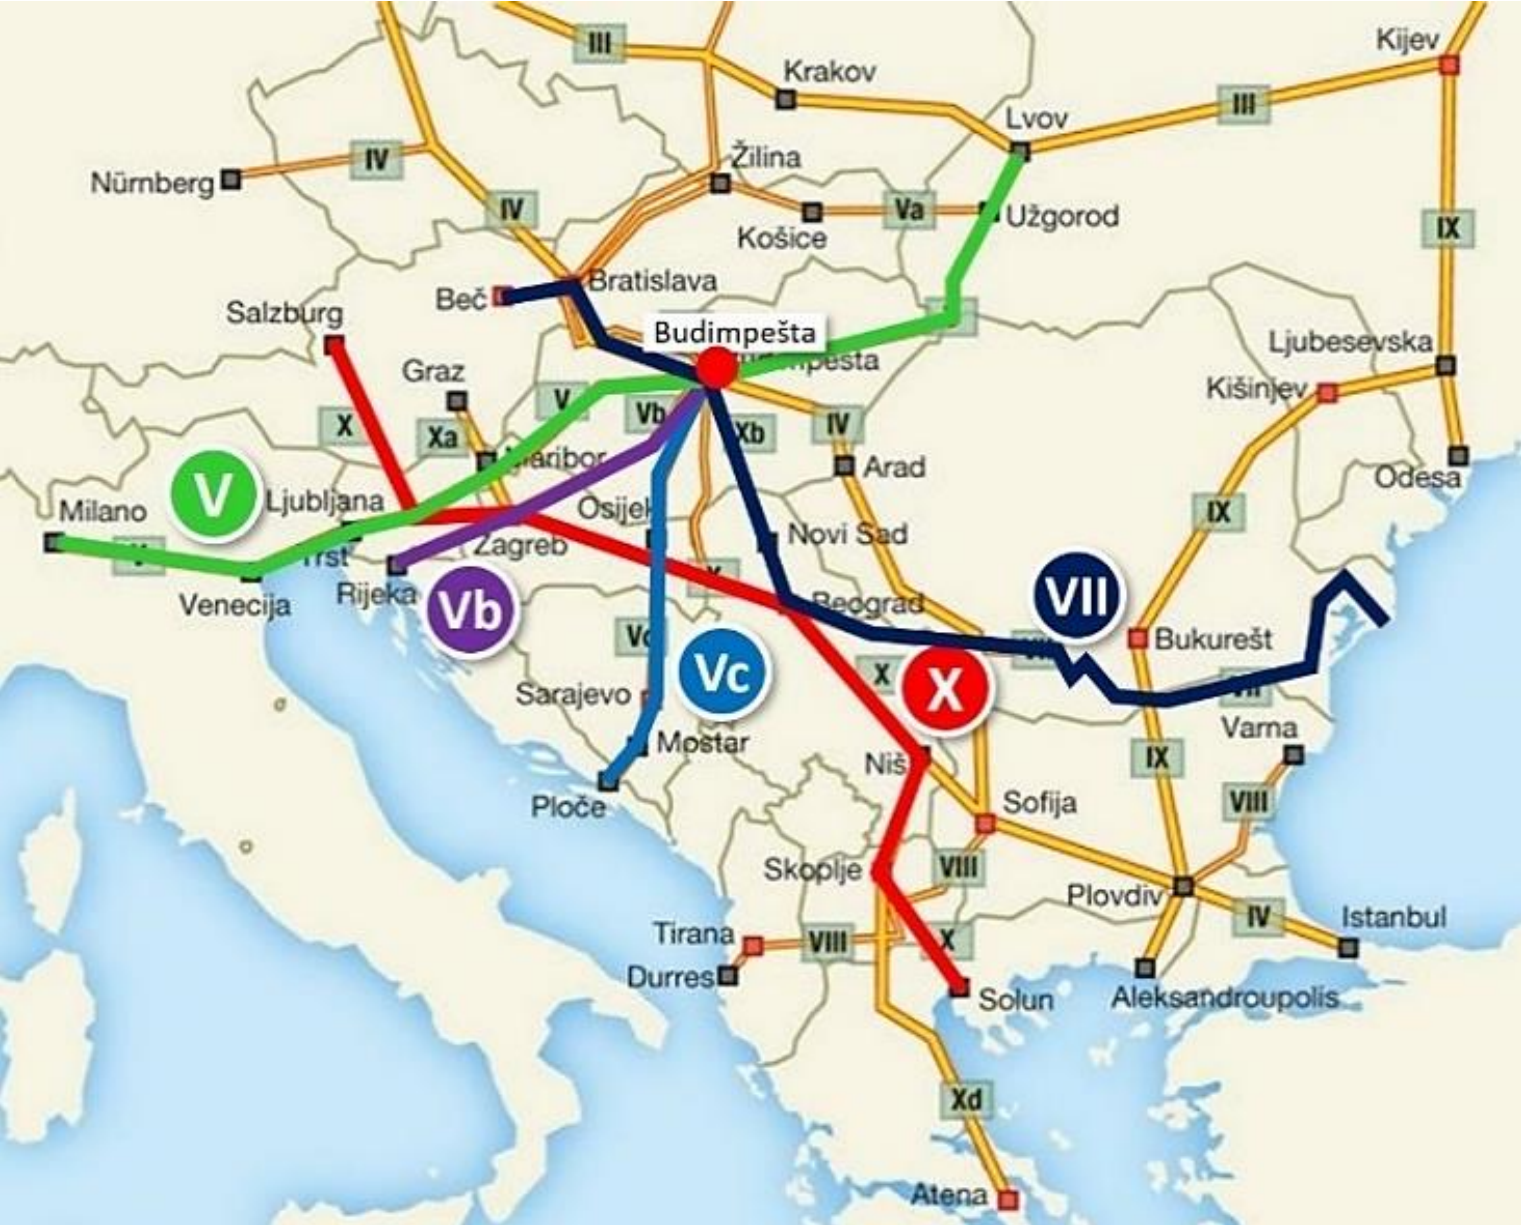 III
Kijev
Krakov
III
Lvov
IV
Žilina
Nürnberg
IV
Va
Užgorod
IX
Košice
Beč
Bratislava
Salzburg
Budimpešta
Ljubesevska
Graz
V
Vb
Xb
IV
Kišinjev
X
Xa
Maribor
Arad
Odesa
V
Milano
Ljubljana
Osijek
IX
Zagreb
Novi Sad
V
Trst
Rijeka
X
Venecija
Vb
Beograd
VII
Vc
Bukurešt
VII
Sarajevo
Vc
X
X
VII
Varna
Mostar
Niš
IX
Ploče
Sofija
VIII
Skoplje
VIII
Plovdiv
IV
Istanbul
Tirana
VIII
X
Durres
Solun
Aleksandroupolis
Xd
Atena